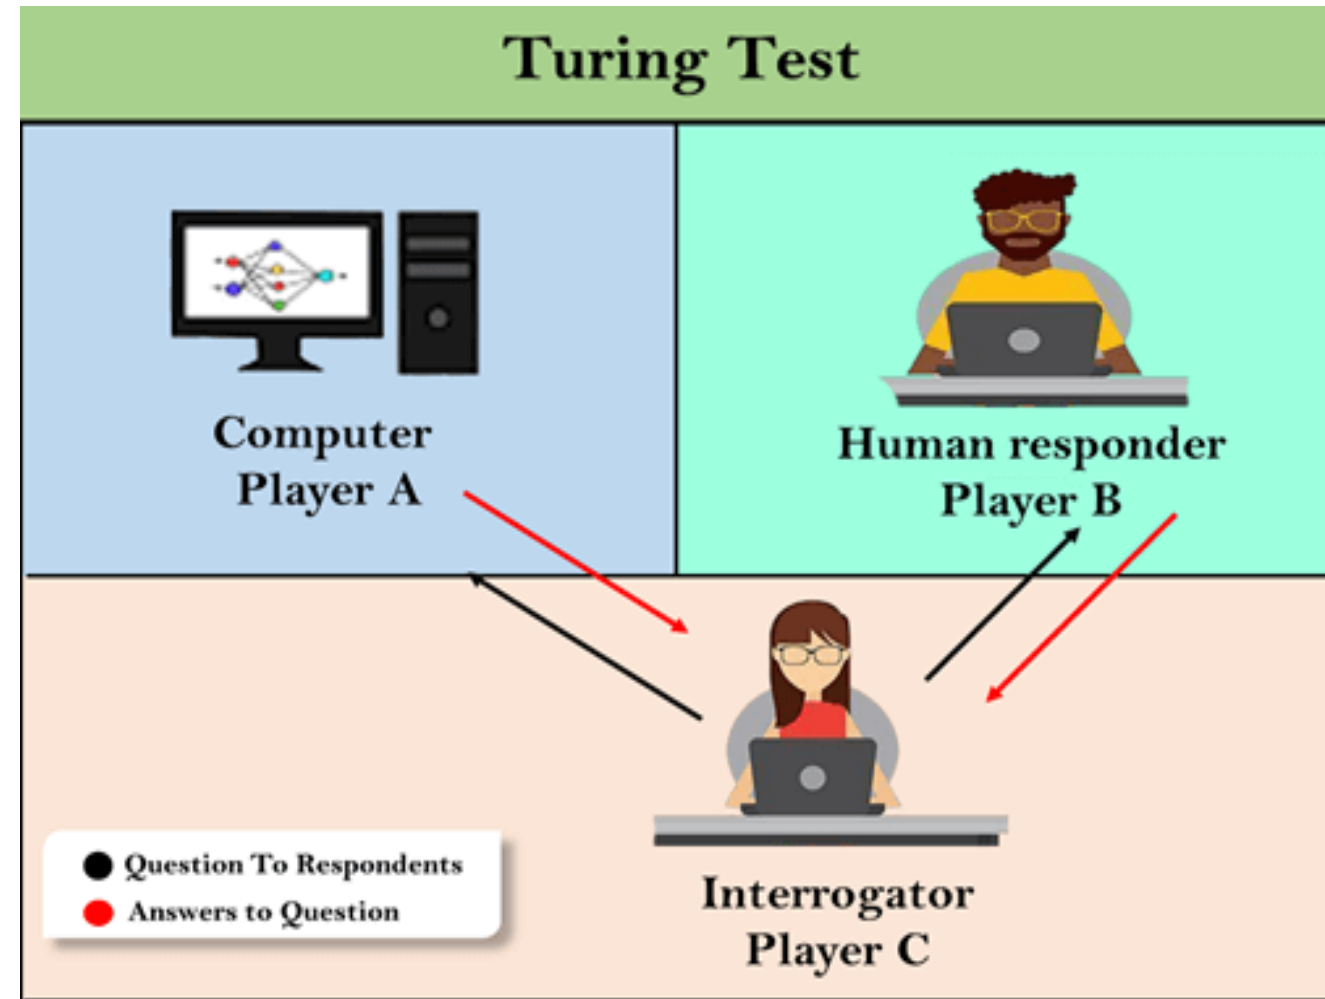 Turing Test
Computer
Player A
Human responder
Player B
Question To Respondents
Answers to Question
Interrogator
Player C